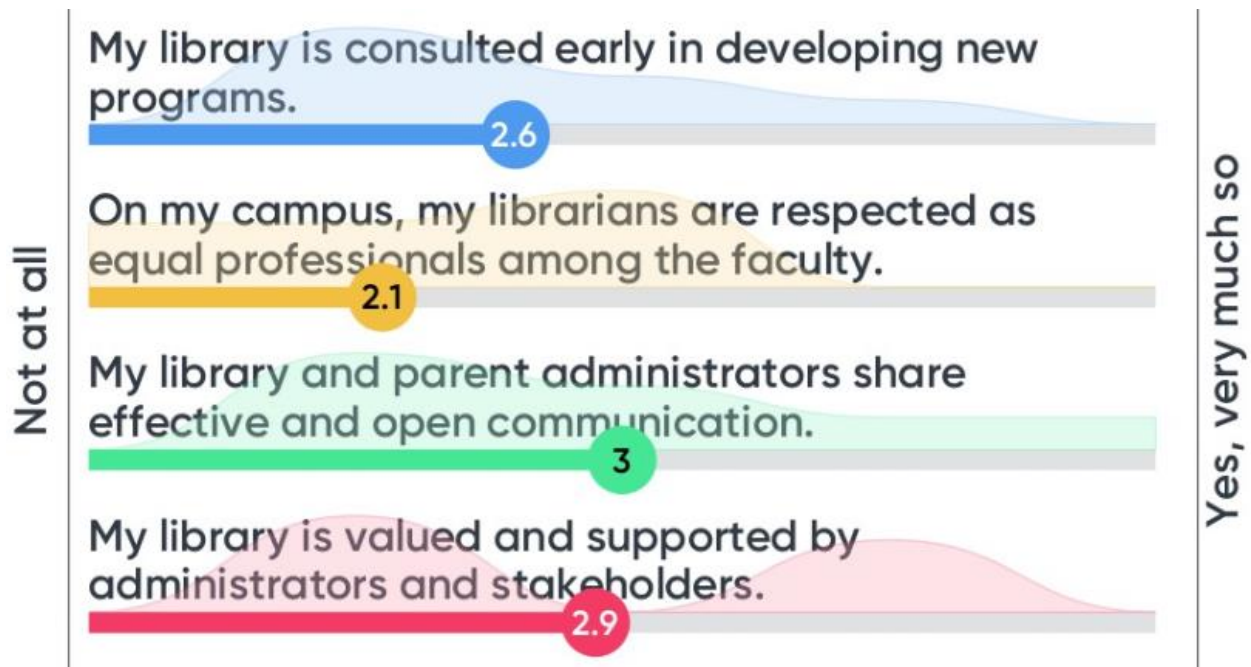 My library is consulted early in developing new
programs.
2.6
On my campus, my librarians are respected as
equal professionals among the faculty.
2.1
My library and parent administrators share
effective and open communication.
3
My library is valued and supported by
administrators and stakeholders.
2.9
Not at all
Yes, very much so